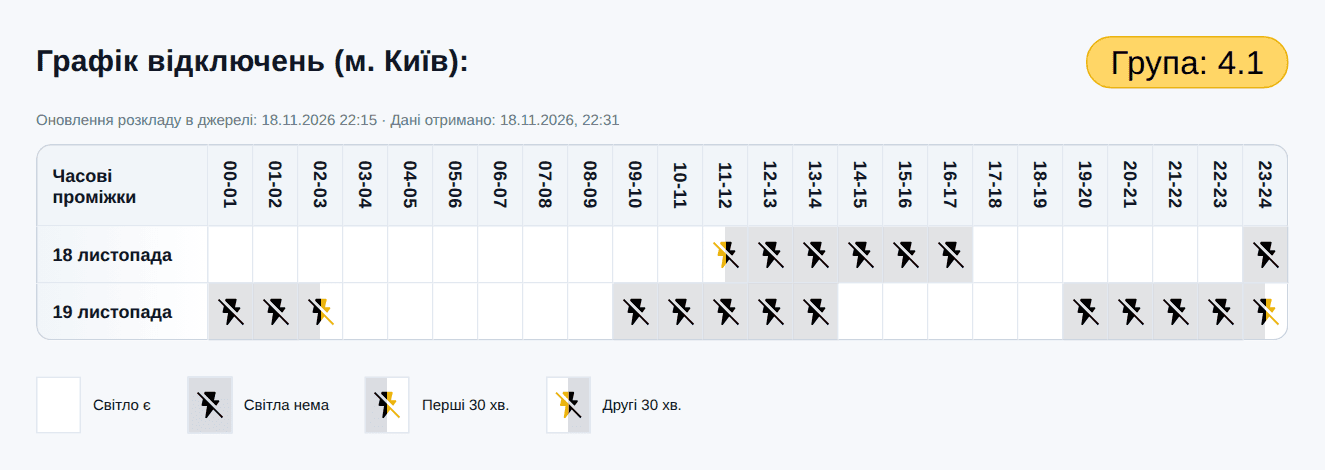 Графік відключень (м. Київ):
Група: 4.1
Оновлення розкладу в джерелі: 18.11.2026 22:15 · Дані отримано: 18.11.2026, 22:31
Часові
проміжки
00-01
01-02
02-03
03-04
04-05
05-06
06-07
07-08
08-09
09-10
10-11
11-12
12-13
13-14
14-15
15-16
16-17
17-18
18-19
19-20
20-21
21-22
22-23
23-24
18 листопада
19 листопада
Світло є
Світла нема
Перші 30 хв.
Другі 30 хв.